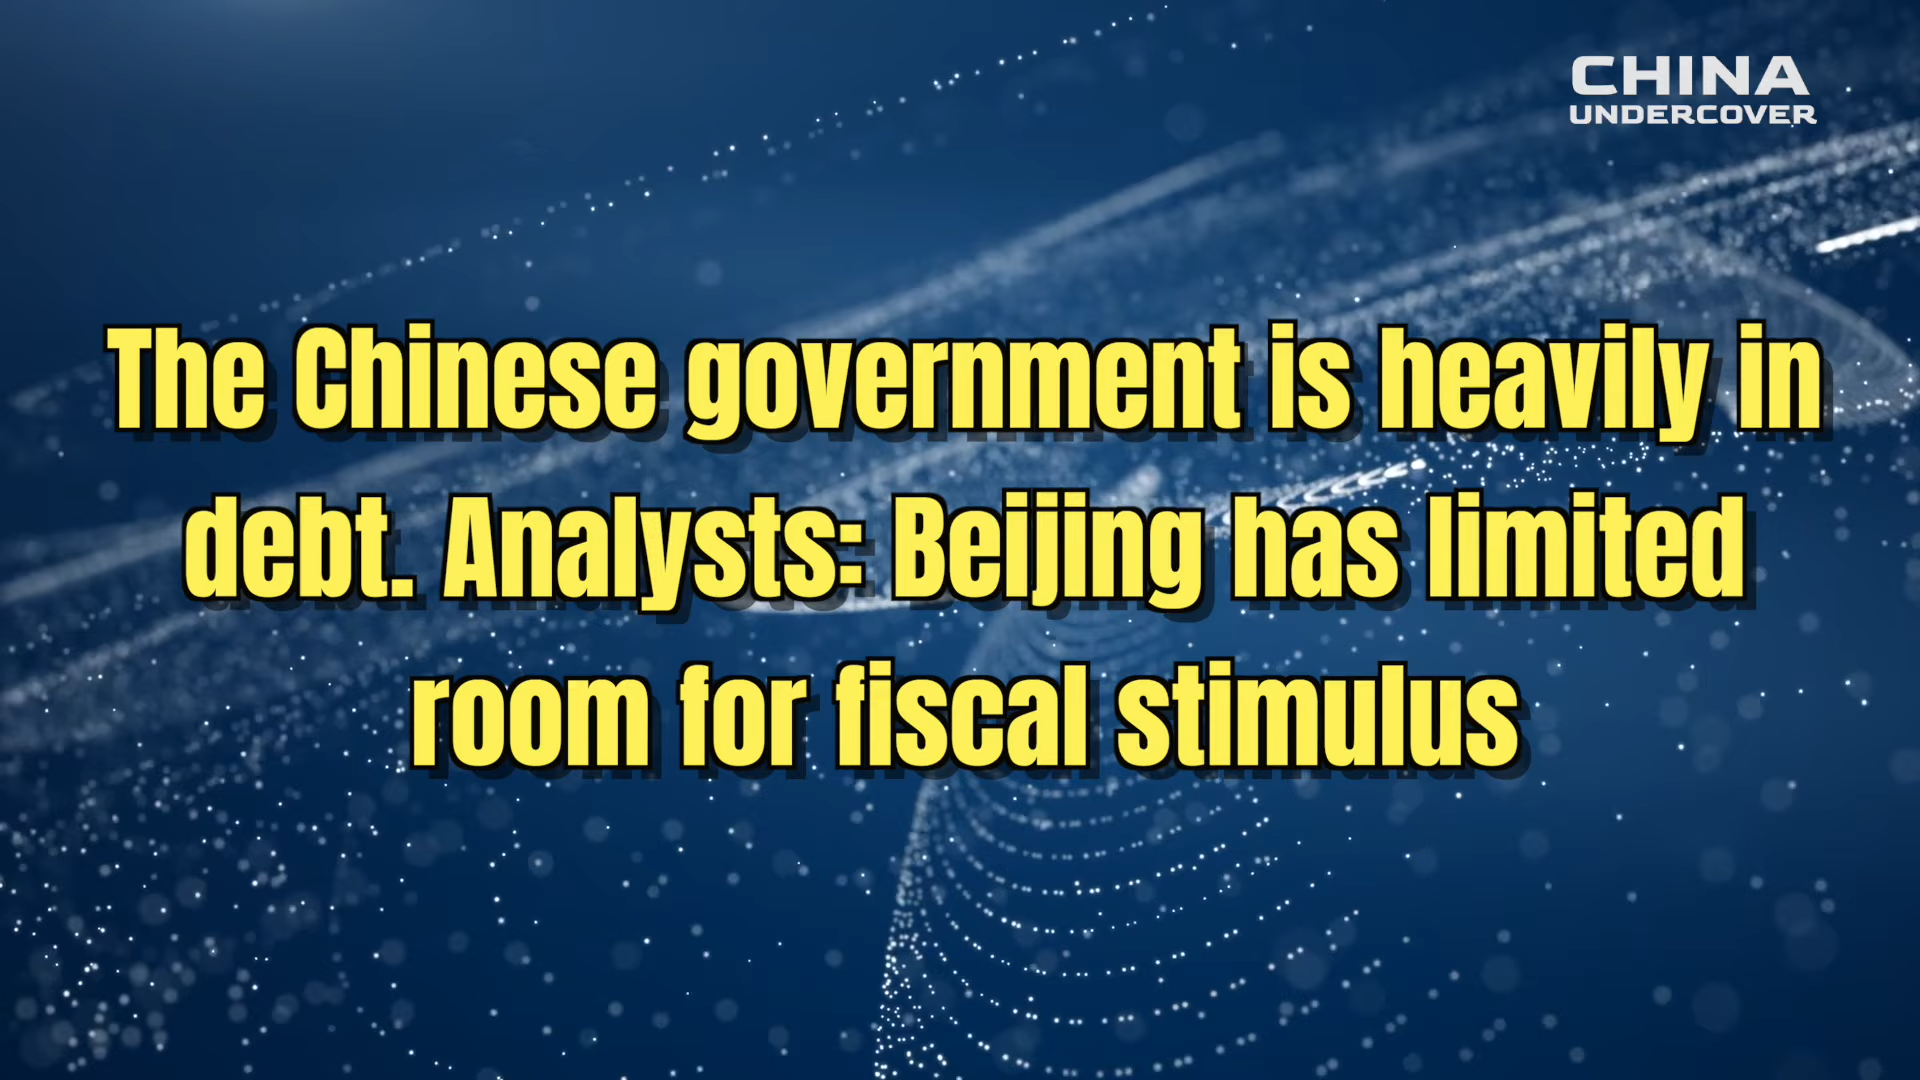 CHINA
UNDERCOVER
The Chinese government is heavily in
debt. Analysts: Beijing has limited
room for fiscal stimulus